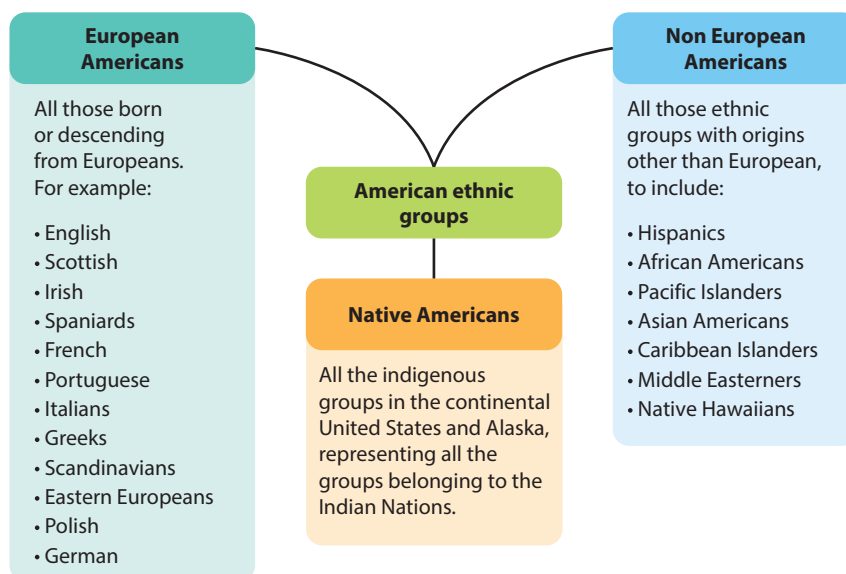 European
Americans
All those born
or descending
from Europeans.
For example:
• English
• Scottish
• Irish
• Spaniards
• French
• Portuguese
• Italians
• Greeks
• Scandinavians
• Eastern Europeans
• Polish
• German
American ethnic
groups
Native Americans
All the indigenous
groups in the continental
United States and Alaska,
representing all the
groups belonging to the
Indian Nations.
Non European
Americans
All those ethnic
groups with origins
other than European,
to include:
• Hispanics
• African Americans
• Pacific Islanders
• Asian Americans
• Caribbean Islanders
• Middle Easterners
• Native Hawaiians